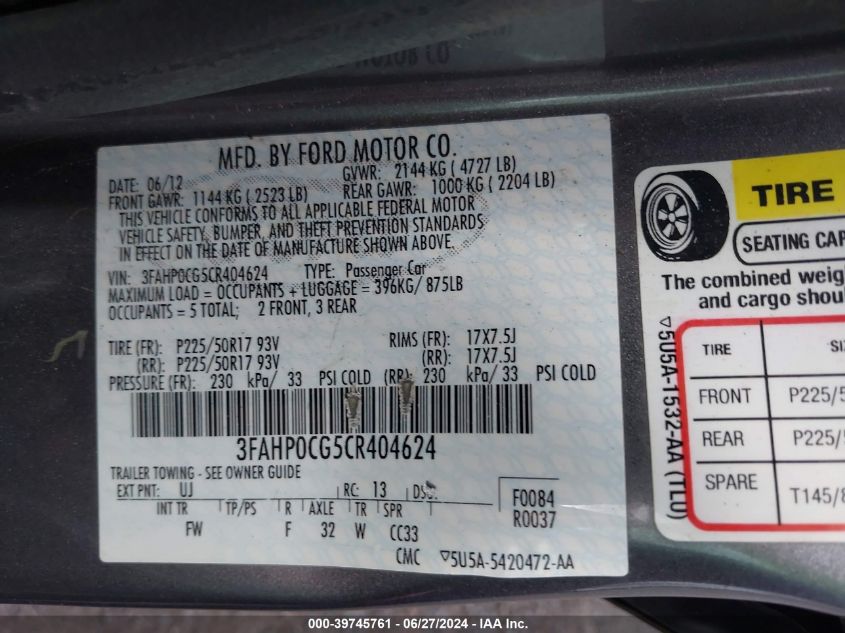 MFD. BY FORD MOTOR CO.
DATE: 06/12 GVWR: 2144 KG ( 4727 LB)
FRONT GAWR: 1144 KG ( 2523 LB) REAR GAWR: 1000 KG ( 2204 LB)
THIS VEHICLE CONFORMS TO ALL APPLICABLE FEDERAL MOTOR
VEHICLE SAFETY, BUMPER, AND THEFT PREVENTION STANDARDS
IN EFFECT ON THE DATE OF MANUFACTURE SHOWN ABOVE.
VIN: 3FAHP0CG5CR404624 TYPE: Passenger Car
MAXIMUM LOAD = OCCUPANTS + LUGGAGE = 396KG/ 875LB
OCCUPANTS = 5 TOTAL; 2 FRONT, 3 REAR
TIRE (FR): P225/50R17 93V RIMS (FR): 17X7.5J
(RR): P225/50R17 93V (RR): 17X7.5J
PRESSURE (FR): 230 kPa/ 33 PSI COLD (RR): 230 kPa/ 33 PSI COLD
3FAHP0CG5CR404624
TRAILER TOWING - SEE OWNER GUIDE
EXT PNT: UJ RC: 13 DSO:
F0084
R0037
INT TR TP/PS R AXLE TR SPR
FW F 32 W CC33
CMC ▽5U5A-5420472-AA
TIRE
SEATING CAP
The combined weigh
and cargo shou
▽5U5A-1532-AA (TLU)
TIRE SI
FRONT P225/5
REAR P225/5
SPARE T145/8
000-39745761 - 06/27/2024 - IAA Inc.